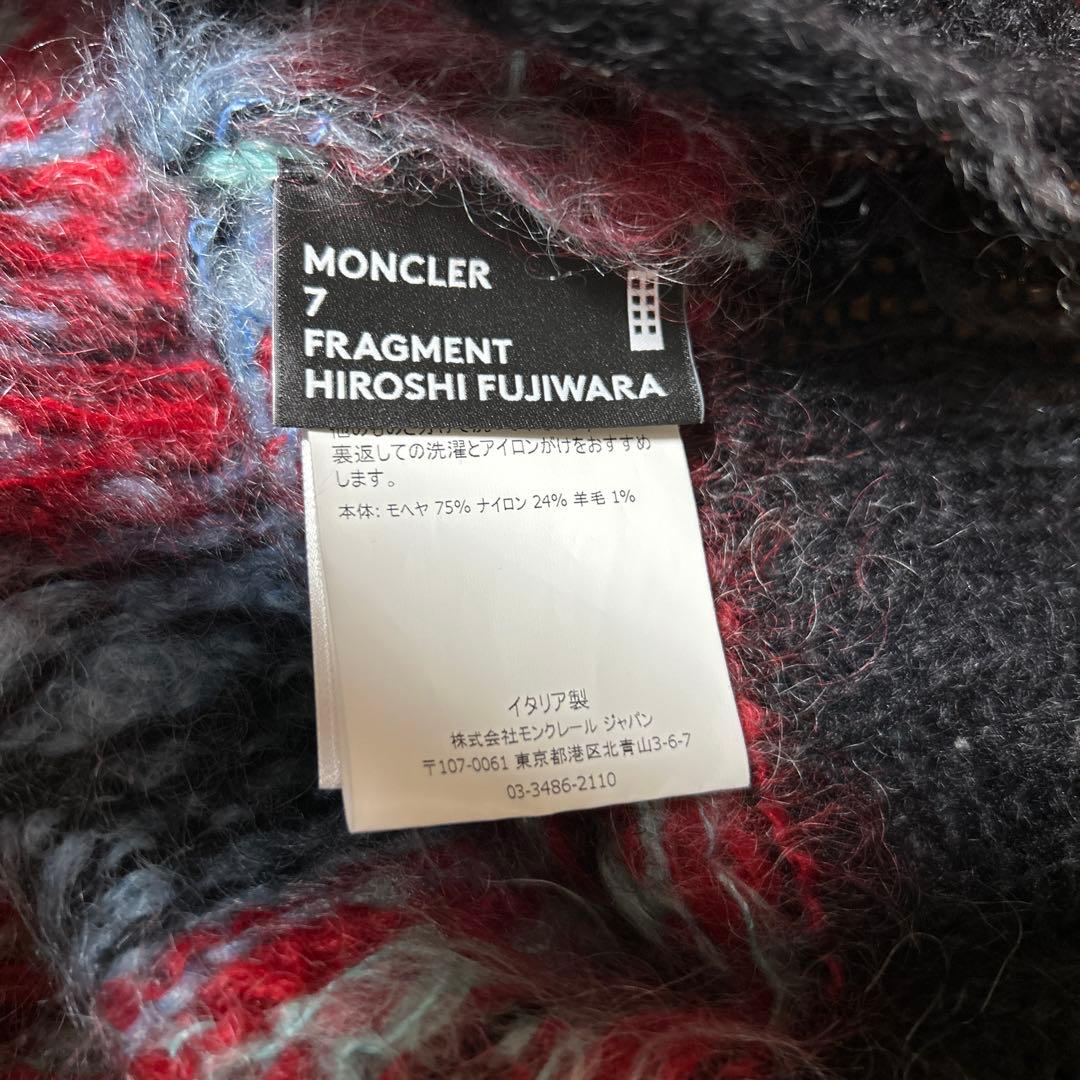 MONCLER
7
FRAGMENT
HIROSHI FUJIWARA
裏返しての洗濯とアイロンがけをおすすめ
します。
本体: モヘヤ 75% ナイロン 24% 羊毛 1%
イタリア製
株式会社モンクレール ジャパン
〒107-0061 東京都港区北青山3-6-7
03-3486-2110